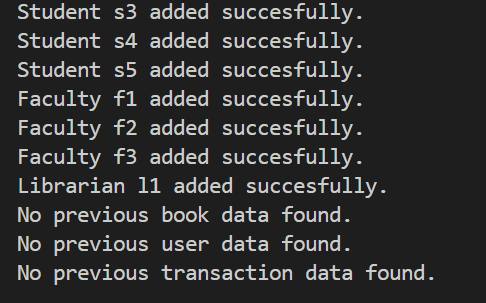 Student s3 added succesfully.
Student s4 added succesfully.
Student s5 added succesfully.
Faculty f1 added succesfully.
Faculty f2 added succesfully.
Faculty f3 added succesfully.
Librarian l1 added succesfully.
No previous book data found.
No previous user data found.
No previous transaction data found.